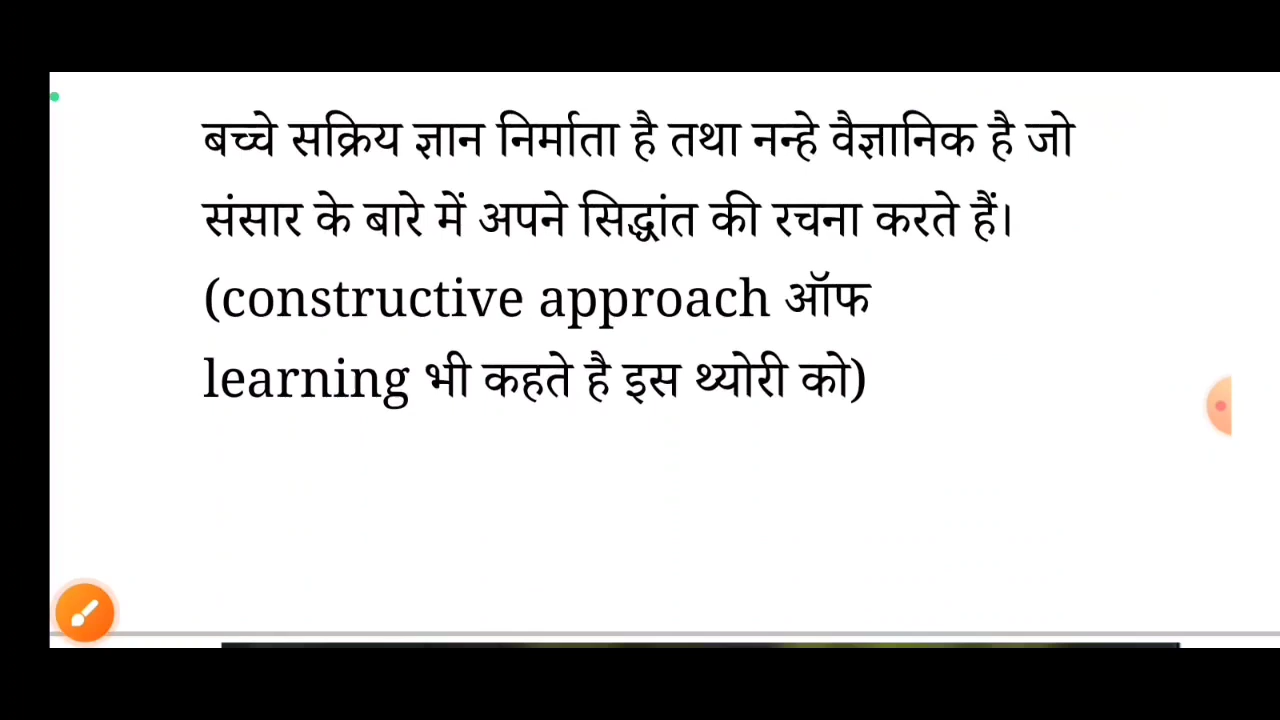 बच्चे सक्रिय ज्ञान निर्माता है तथा नन्हे वैज्ञानिक है जो
संसार के बारे में अपने सिद्धांत की रचना करते हैं।
(constructive approach ऑफ
learning भी कहते है इस थ्योरी को)